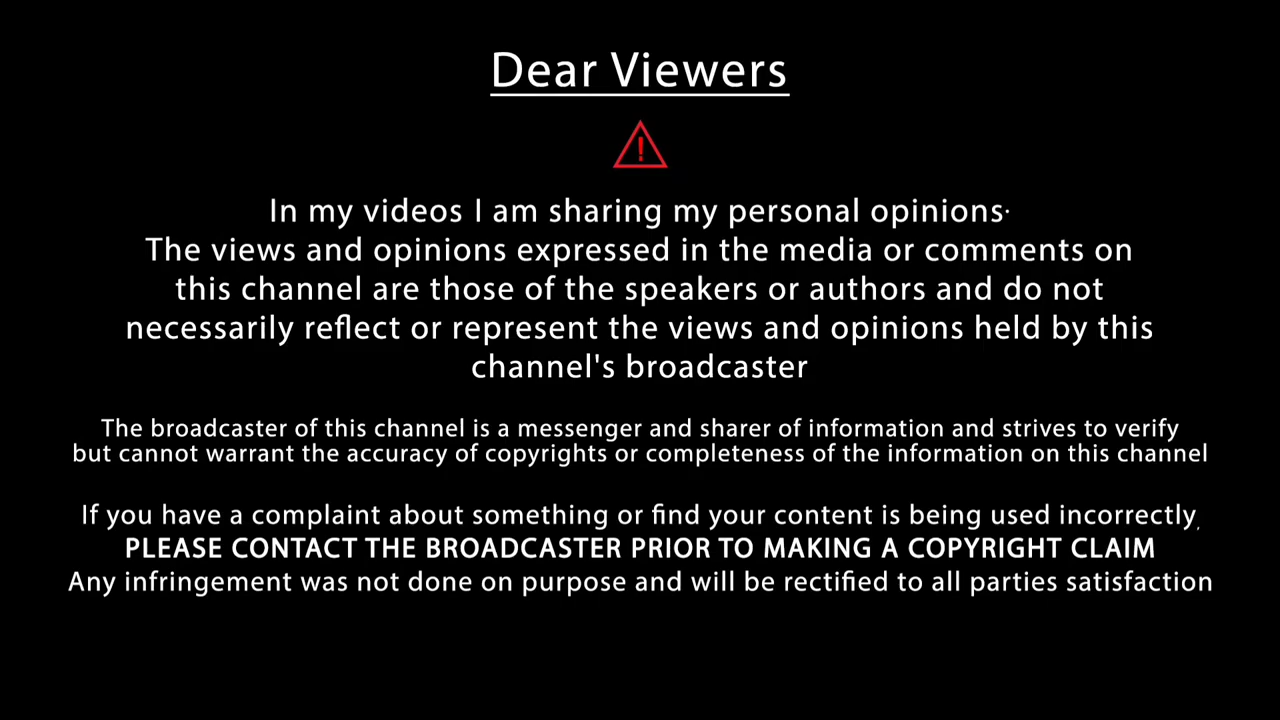 Dear Viewers
!
In my videos I am sharing my personal opinions·
The views and opinions expressed in the media or comments on
this channel are those of the speakers or authors and do not
necessarily reflect or represent the views and opinions held by this
channel's broadcaster
The broadcaster of this channel is a messenger and sharer of information and strives to verify
but cannot warrant the accuracy of copyrights or completeness of the information on this channel
If you have a complaint about something or find your content is being used incorrectly,
PLEASE CONTACT THE BROADCASTER PRIOR TO MAKING A COPYRIGHT CLAIM
Any infringement was not done on purpose and will be rectified to all parties satisfaction